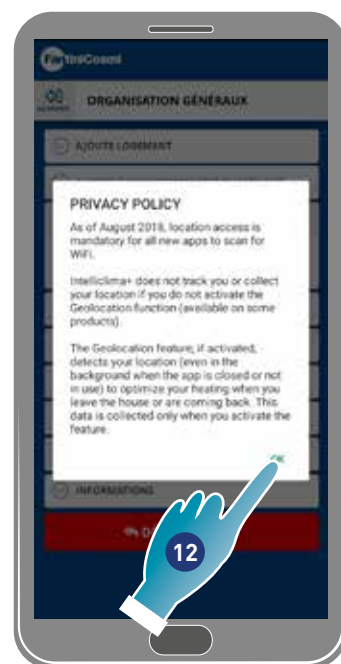 FantiniCosmi
ORGANISATION GÉNÉRAUX
AJOUTE LOGEMENT
PRIVACY POLICY
As of August 2018, location access is
mandatory for all new apps to scan for
WiFi.
Intelliclima+ does not track you or collect
your location if you do not activate the
Geolocation function (available on some
products).
The Geolocation feature, if activated,
detects your location (even in the
background when the app is closed or not
in use) to optimize your heating when you
leave the house or are coming back. This
data is collected only when you activate the
feature.
OK
INFORMATIONS
12